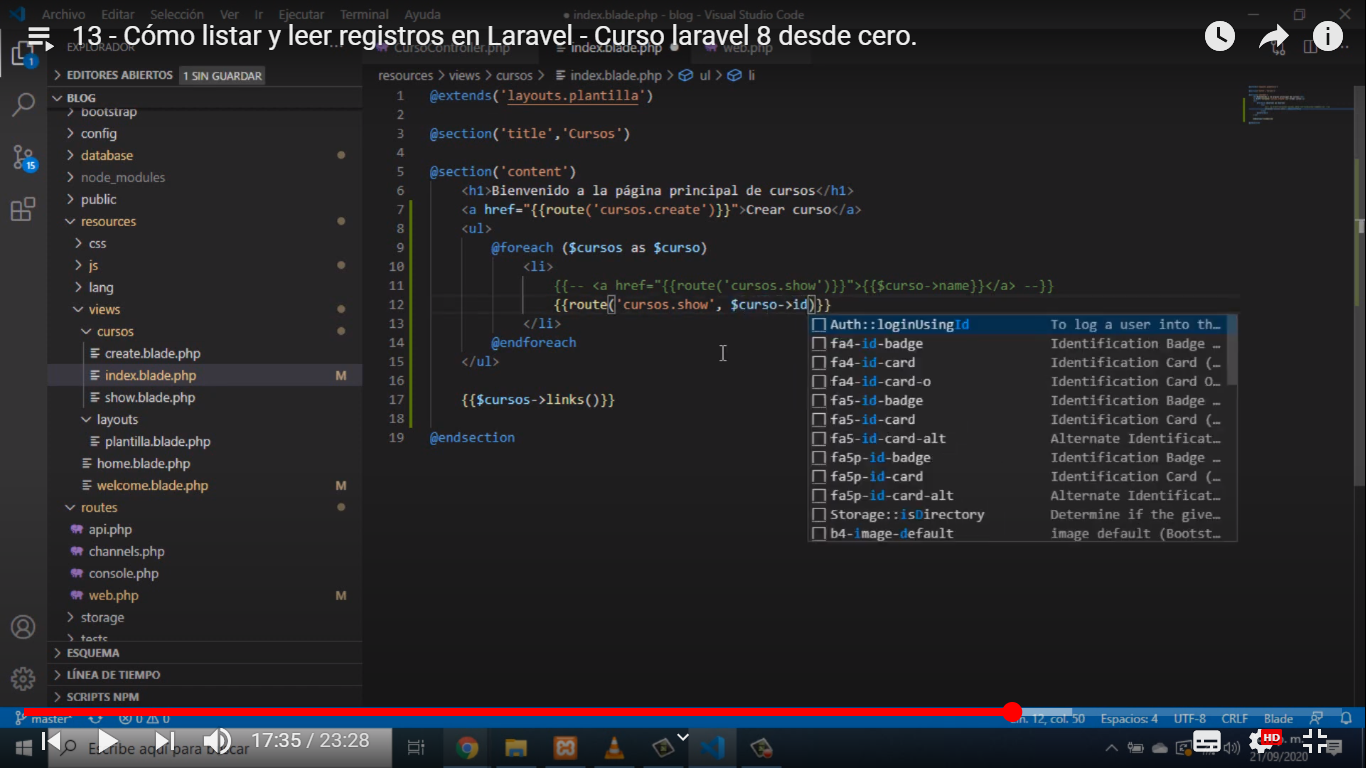 Archivo Editar Selección Ver Ir Ejecutar Terminal Ayuda
● index.blade.php - blog - Visual Studio Code
13 - Cómo listar y leer registros en Laravel - Curso laravel 8 desde cero.
EXPLORADOR
CursoController.php
index.blade.php
web.php
EDITORES ABIERTOS 1 SIN GUARDAR
BLOG
bootstrap
config
database
node_modules
public
resources
css
js
lang
views
cursos
create.blade.php
index.blade.php M
show.blade.php
layouts
plantilla.blade.php
home.blade.php
welcome.blade.php M
routes
api.php
channels.php
console.php
web.php M
storage
tests
ESQUEMA
LÍNEA DE TIEMPO
SCRIPTS NPM
1
15
resources > views > cursos > index.blade.php > ul > li
1 @extends('layouts.plantilla')
2
3 @section('title','Cursos')
4
5 @section('content')
6 <h1>Bienvenido a la página principal de cursos</h1>
7 <a href="{{route('cursos.create')}}">Crear curso</a>
8 <ul>
9 @foreach ($cursos as $curso)
10 <li>
11 {{-- <a href="{{route('cursos.show')}}">{{$curso->name}}</a> --}}
12 {{route('cursos.show', $curso->id)}}
13 </li>
14 @endforeach
15 </ul>
16
17 {{$cursos->links()}}
18
19 @endsection
Auth::loginUsingId To log a user into th…
fa4-id-badge Identification Badge …
fa4-id-card Identification Card (…
fa4-id-card-o Identification Card O…
fa5-id-badge Identification Badge …
fa5-id-card Identification Card (…
fa5-id-card-alt Alternate Identificat…
fa5p-id-badge Identification Badge …
fa5p-id-card Identification Card (…
fa5p-id-card-alt Alternate Identificat…
Storage::isDirectory Determine if the give…
b4-image-default image default (Bootst…
master* 0 0
Lín. 12, col. 50 Espacios: 4 UTF-8 CRLF Blade
Escribe aquí para buscar
17:35 / 23:28
HD
21/09/2020